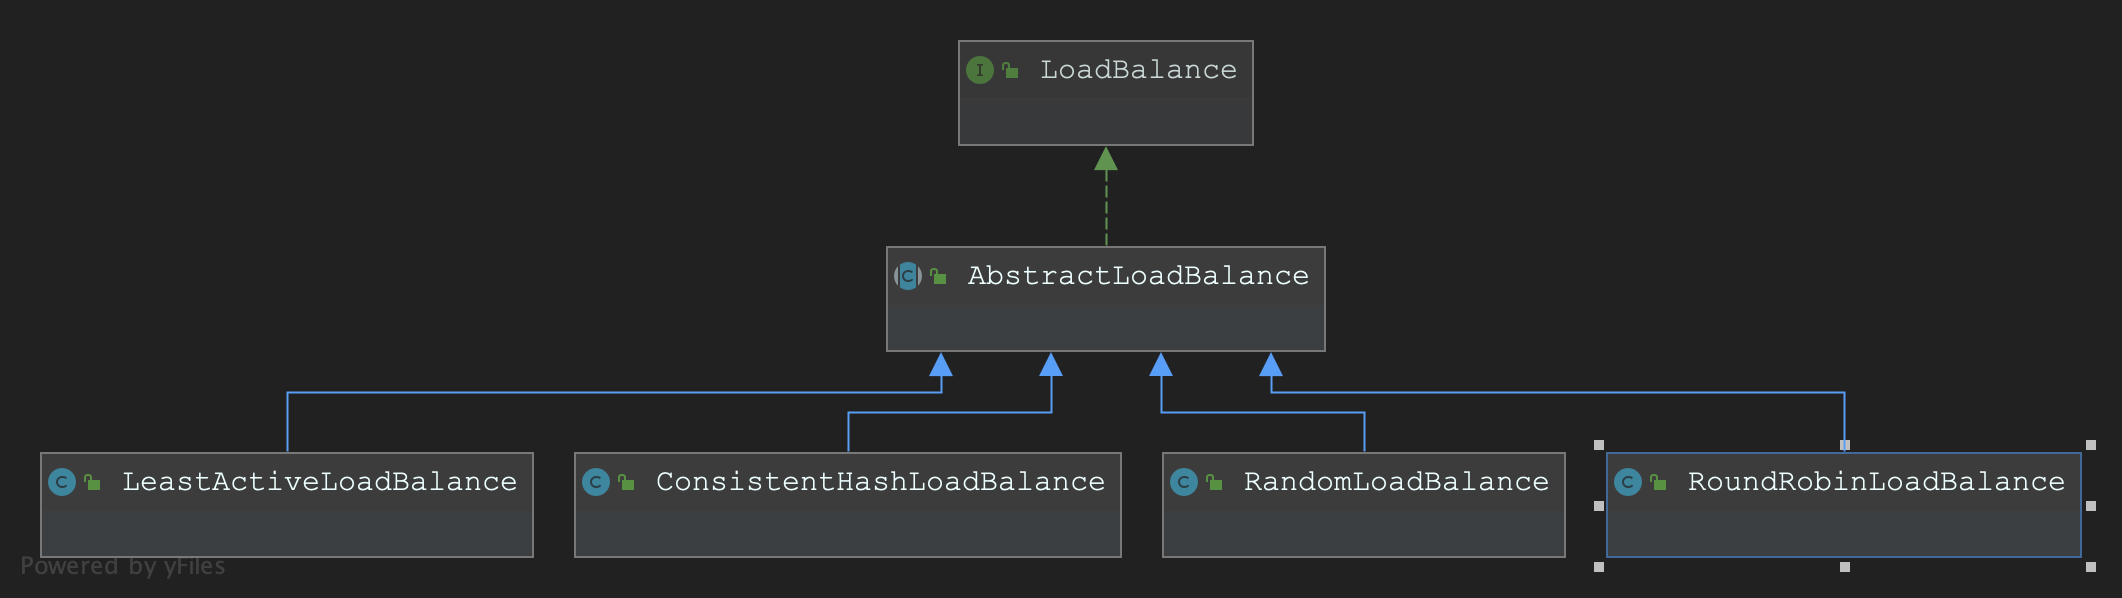 LoadBalance
AbstractLoadBalance
LeastActiveLoadBalance
ConsistentHashLoadBalance
RandomLoadBalance
RoundRobinLoadBalance
Powered by yFiles